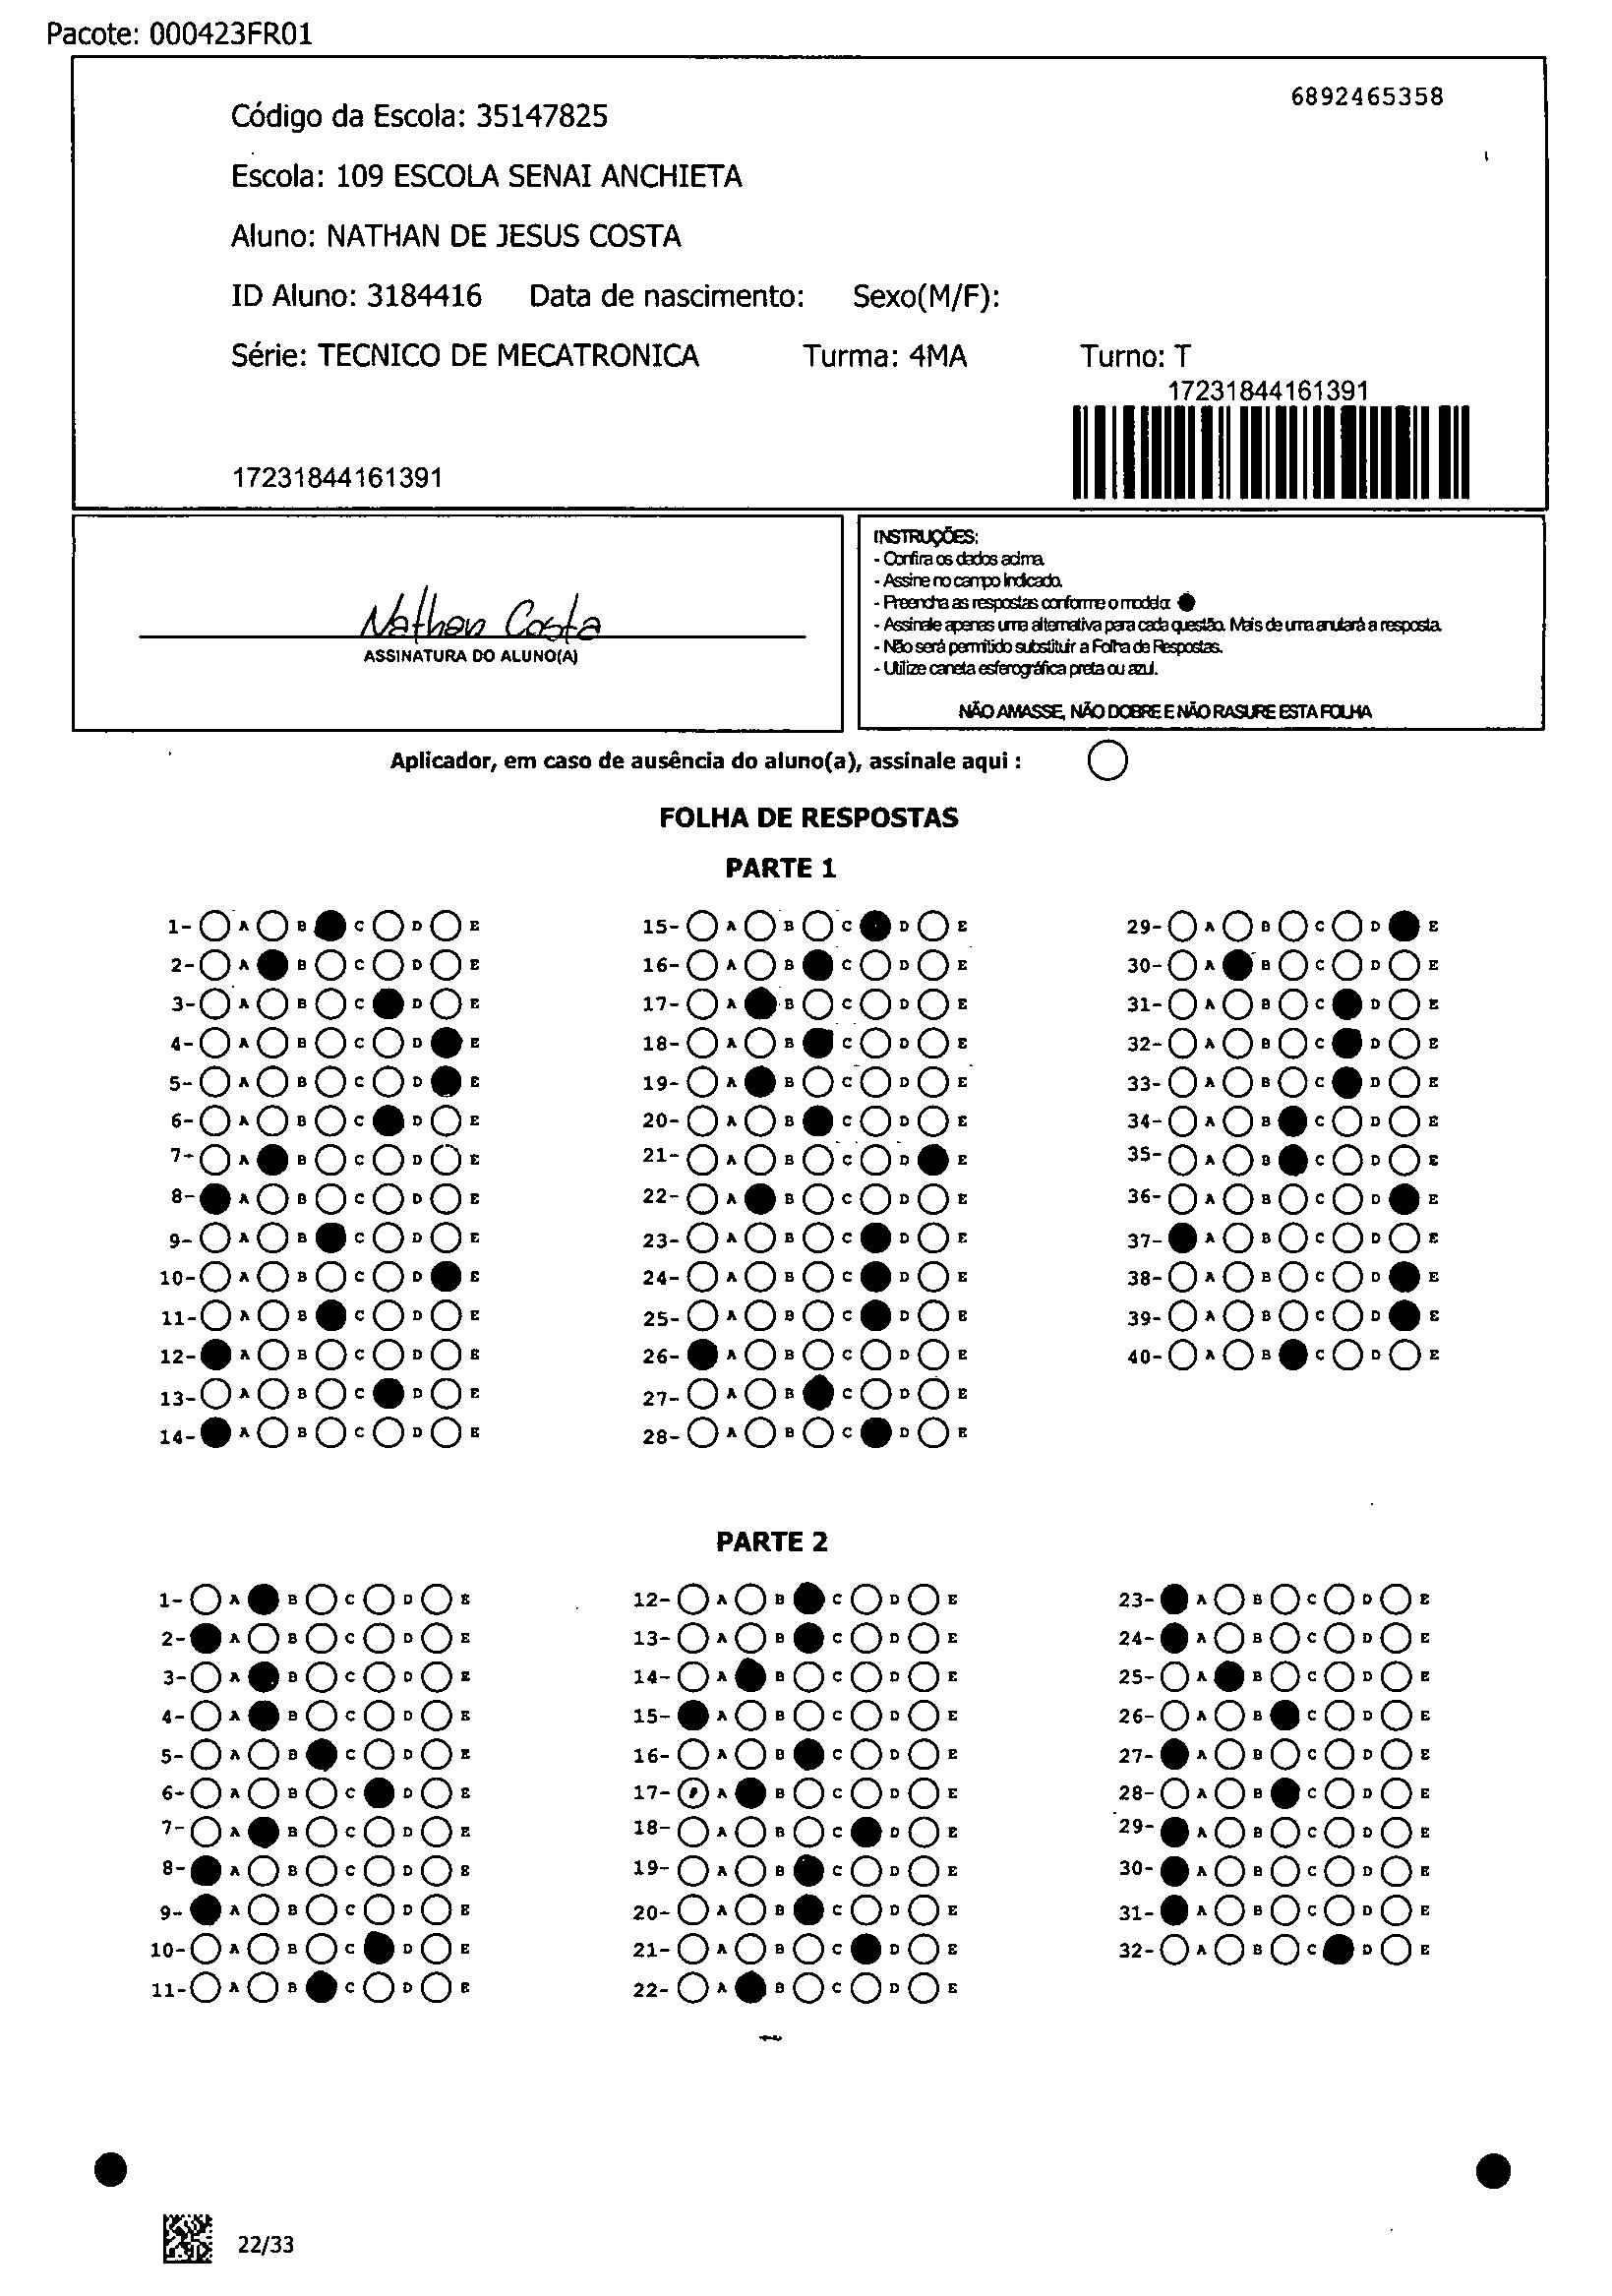 Pacote: 000423FR01
6892465358
Código da Escola: 35147825
Escola: 109 ESCOLA SENAI ANCHIETA
Aluno: NATHAN DE JESUS COSTA
ID Aluno: 3184416 Data de nascimento: Sexo(M/F):
Série: TECNICO DE MECATRONICA Turma: 4MA Turno: T
17231844161391
17231844161391
Nathan Costa
ASSINATURA DO ALUNO(A)
INSTRUÇÕES:
- Confira os dados acima.
- Assine no campo indicado.
- Preencha as respostas conforme o modelo:
- Assinale apenas uma alternativa para cada questão. Mais de uma anulará a resposta.
- Não será permitido substituir a Folha de Respostas.
- Utilize caneta esferográfica preta ou azul.
NÃO AMASSE, NÃO DOBRE E NÃO RASURE ESTA FOLHA
Aplicador, em caso de ausência do aluno(a), assinale aqui :
FOLHA DE RESPOSTAS
PARTE 1
1- A B C D E 15- A B C D E 29- A B C D E
2- A B C D E 16- A B C D E 30- A B C D E
3- A B C D E 17- A B C D E 31- A B C D E
4- A B C D E 18- A B C D E 32- A B C D E
5- A B C D E 19- A B C D E 33- A B C D E
6- A B C D E 20- A B C D E 34- A B C D E
7- A B C D E 21- A B C D E 35- A B C D E
8- A B C D E 22- A B C D E 36- A B C D E
9- A B C D E 23- A B C D E 37- A B C D E
10- A B C D E 24- A B C D E 38- A B C D E
11- A B C D E 25- A B C D E 39- A B C D E
12- A B C D E 26- A B C D E 40- A B C D E
13- A B C D E 27- A B C D E
14- A B C D E 28- A B C D E
PARTE 2
1- A B C D E 12- A B C D E 23- A B C D E
2- A B C D E 13- A B C D E 24- A B C D E
3- A B C D E 14- A B C D E 25- A B C D E
4- A B C D E 15- A B C D E 26- A B C D E
5- A B C D E 16- A B C D E 27- A B C D E
6- A B C D E 17- A B C D E 28- A B C D E
7- A B C D E 18- A B C D E 29- A B C D E
8- A B C D E 19- A B C D E 30- A B C D E
9- A B C D E 20- A B C D E 31- A B C D E
10- A B C D E 21- A B C D E 32- A B C D E
11- A B C D E 22- A B C D E
22/33